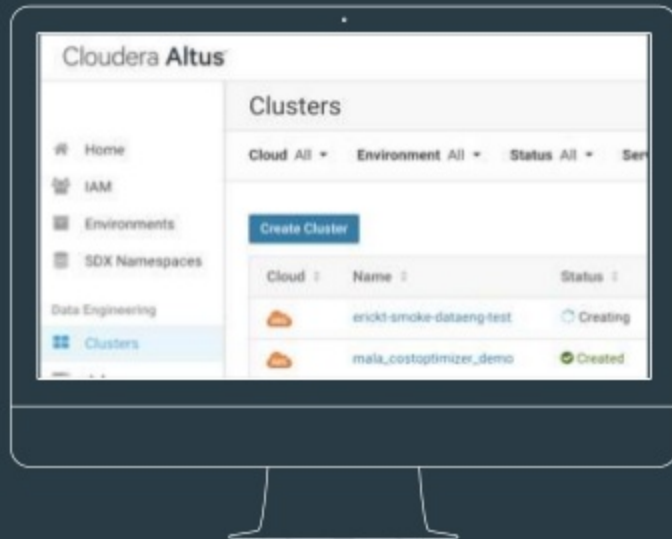 Cloudera Altus
Clusters
Home
IAM
Environments
SDX Namespaces
Data Engineering
Clusters
Cloud All
Environment All
Status All
Create Cluster
Cloud Name Status
erickt-smoke-dataeng-test Creating
mala_costoptimizer_demo Created